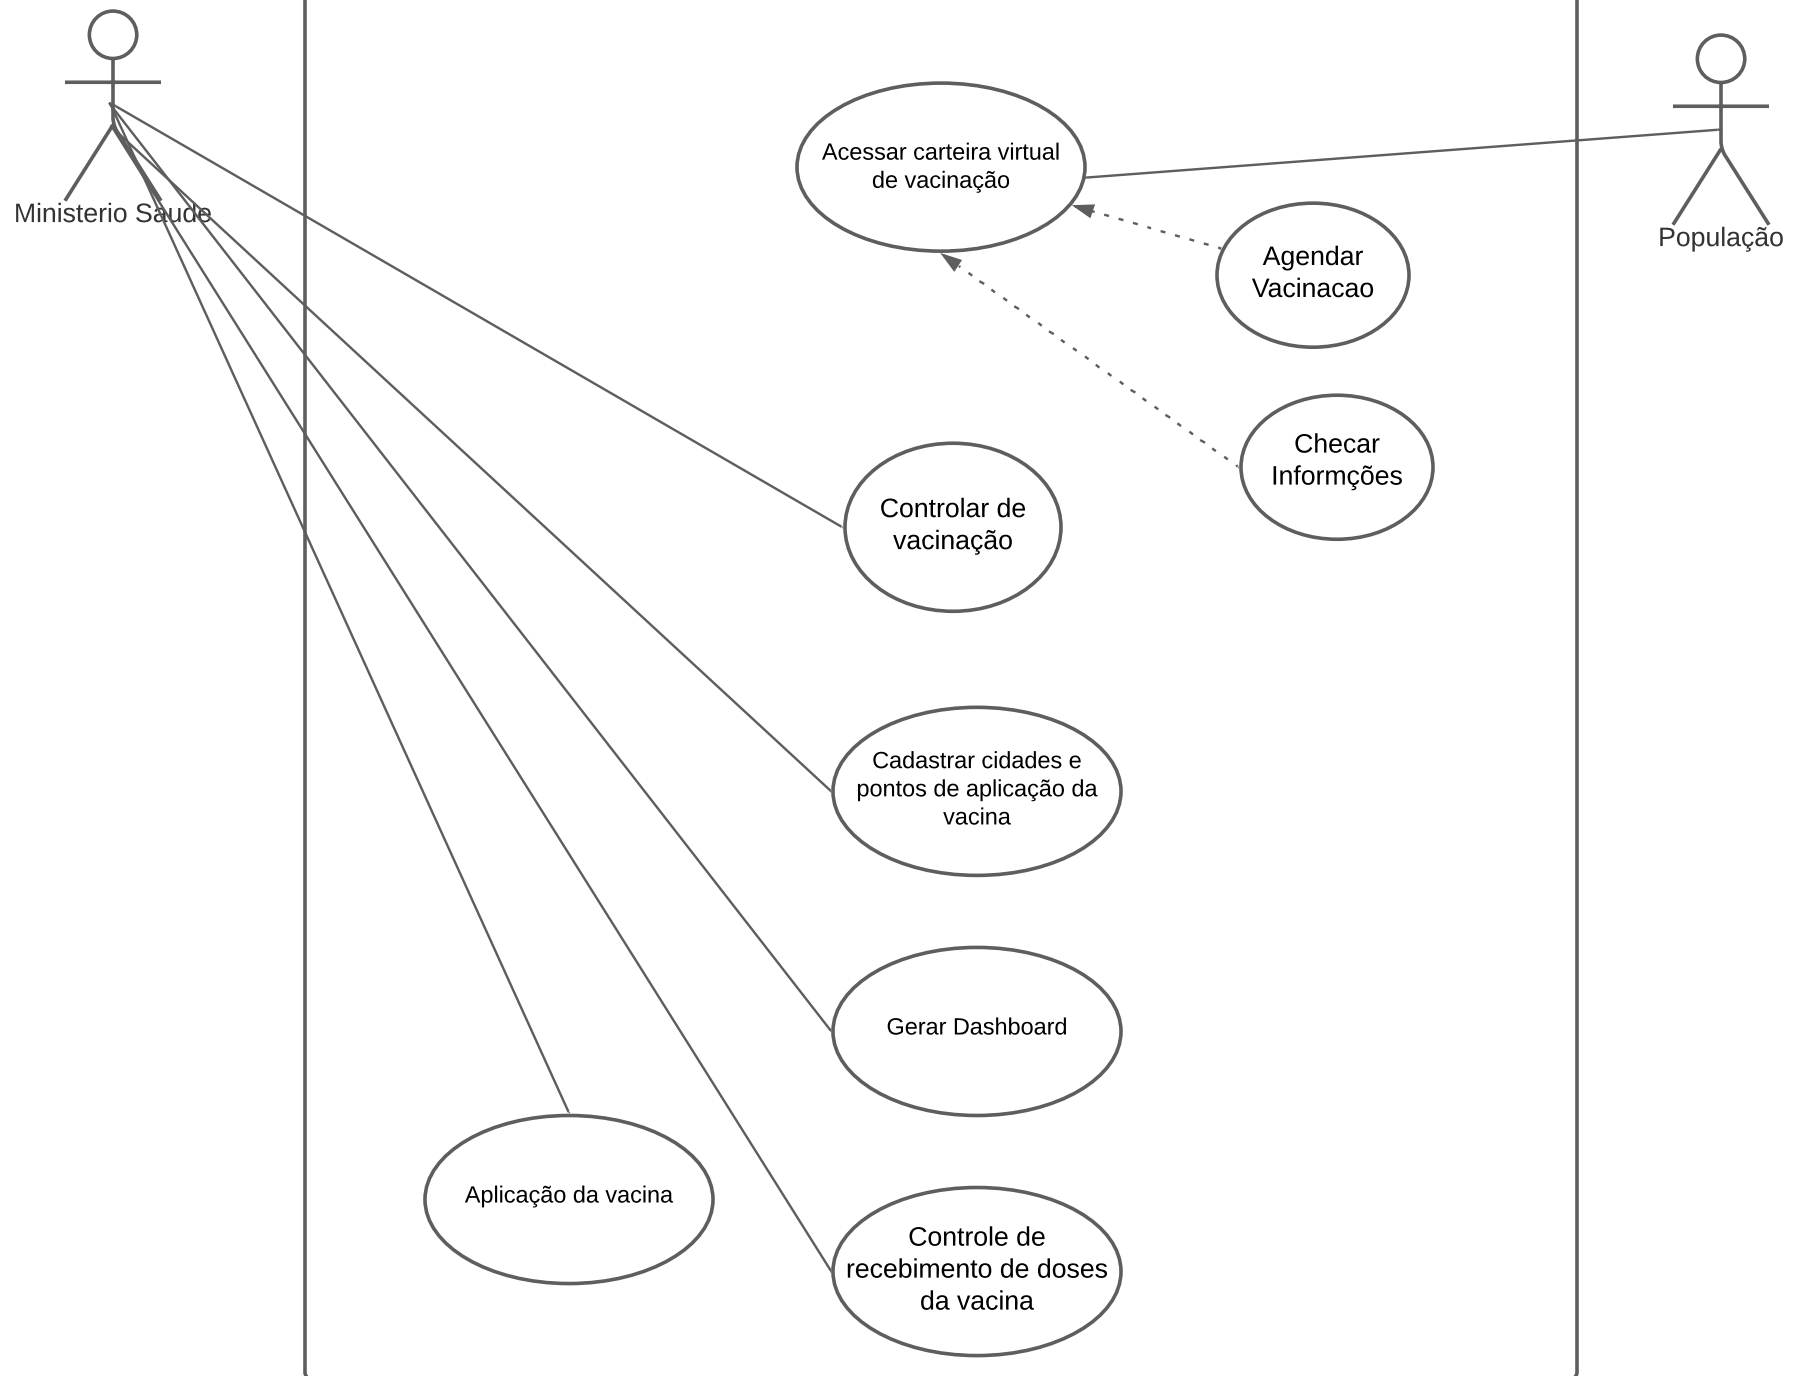 Ministerio Saude
População
Acessar carteira virtual
de vacinação
Agendar
Vacinacao
Checar
Informções
Controlar de
vacinação
Cadastrar cidades e
pontos de aplicação da
vacina
Gerar Dashboard
Aplicação da vacina
Controle de
recebimento de doses
da vacina